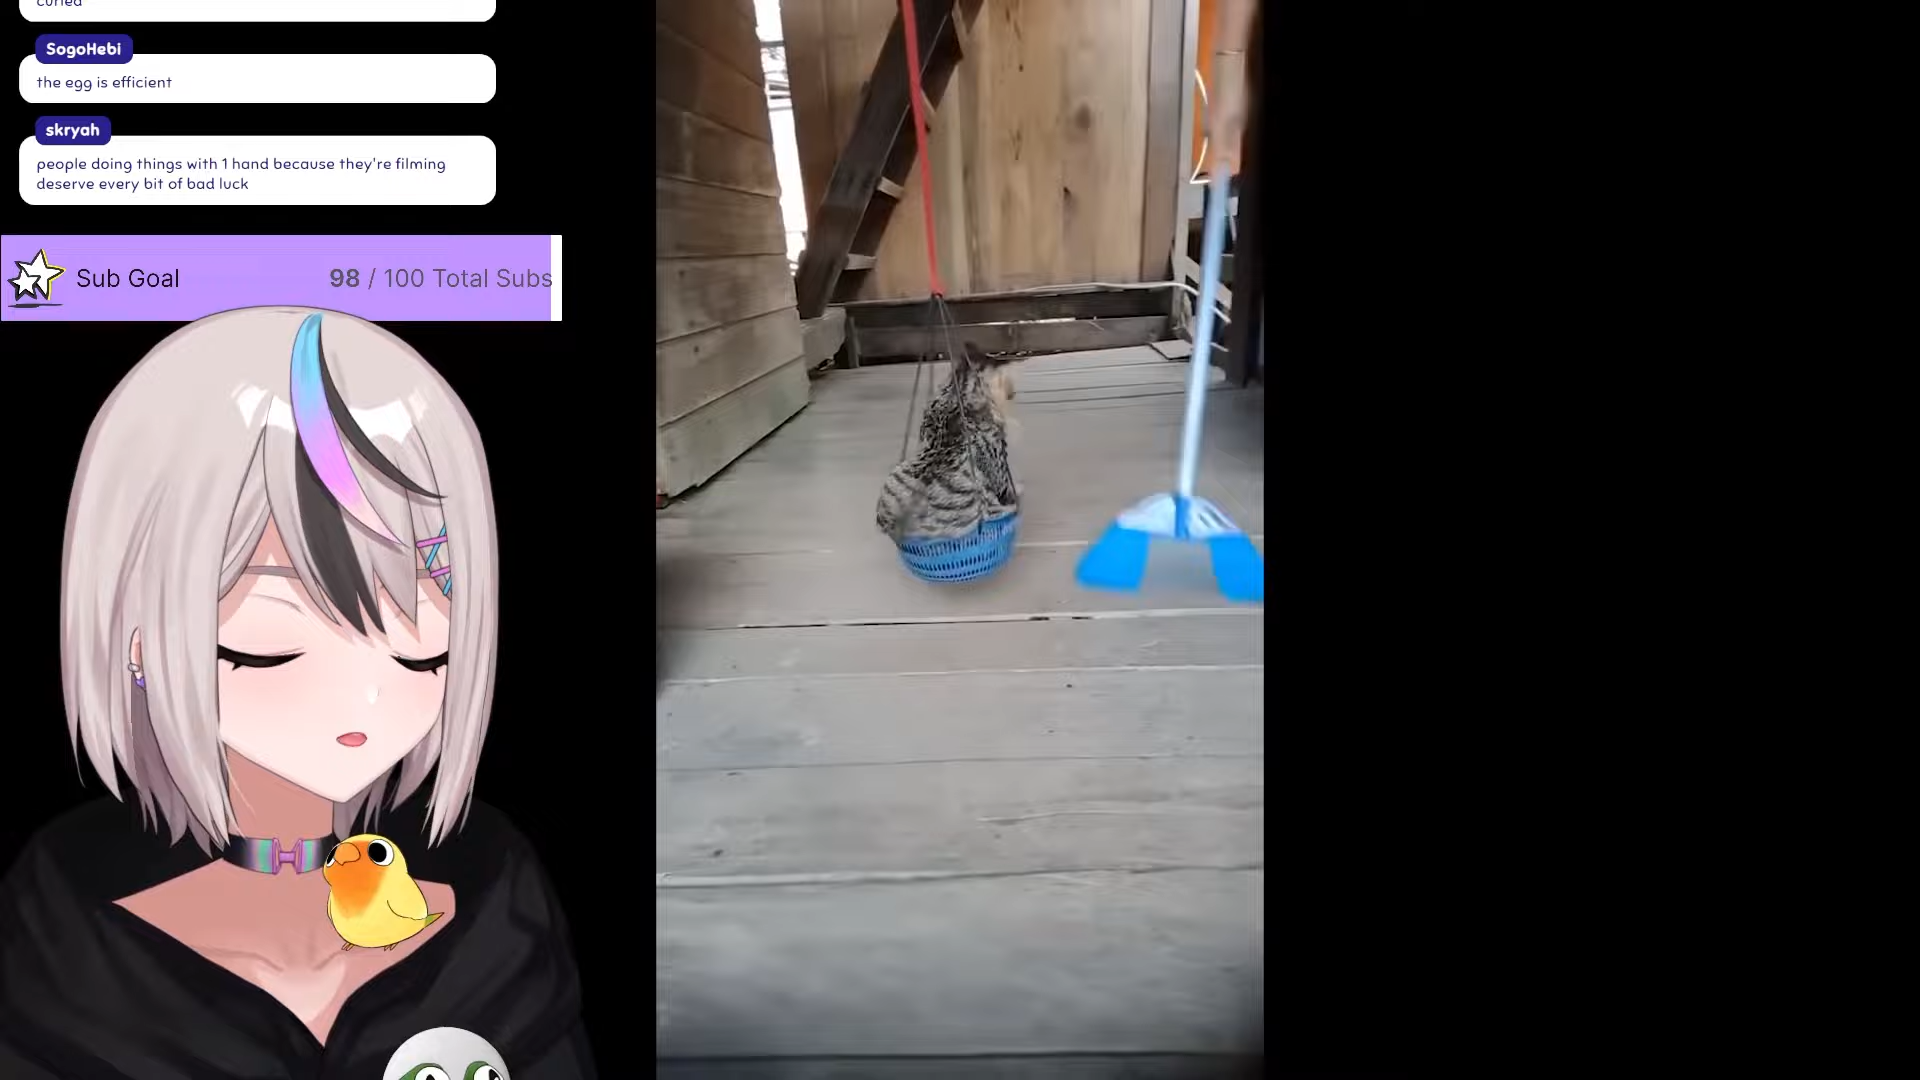 curled
SogoHebi
the egg is efficient
skryah
people doing things with 1 hand because they're filming
deserve every bit of bad luck
Sub Goal
98 / 100 Total Subs